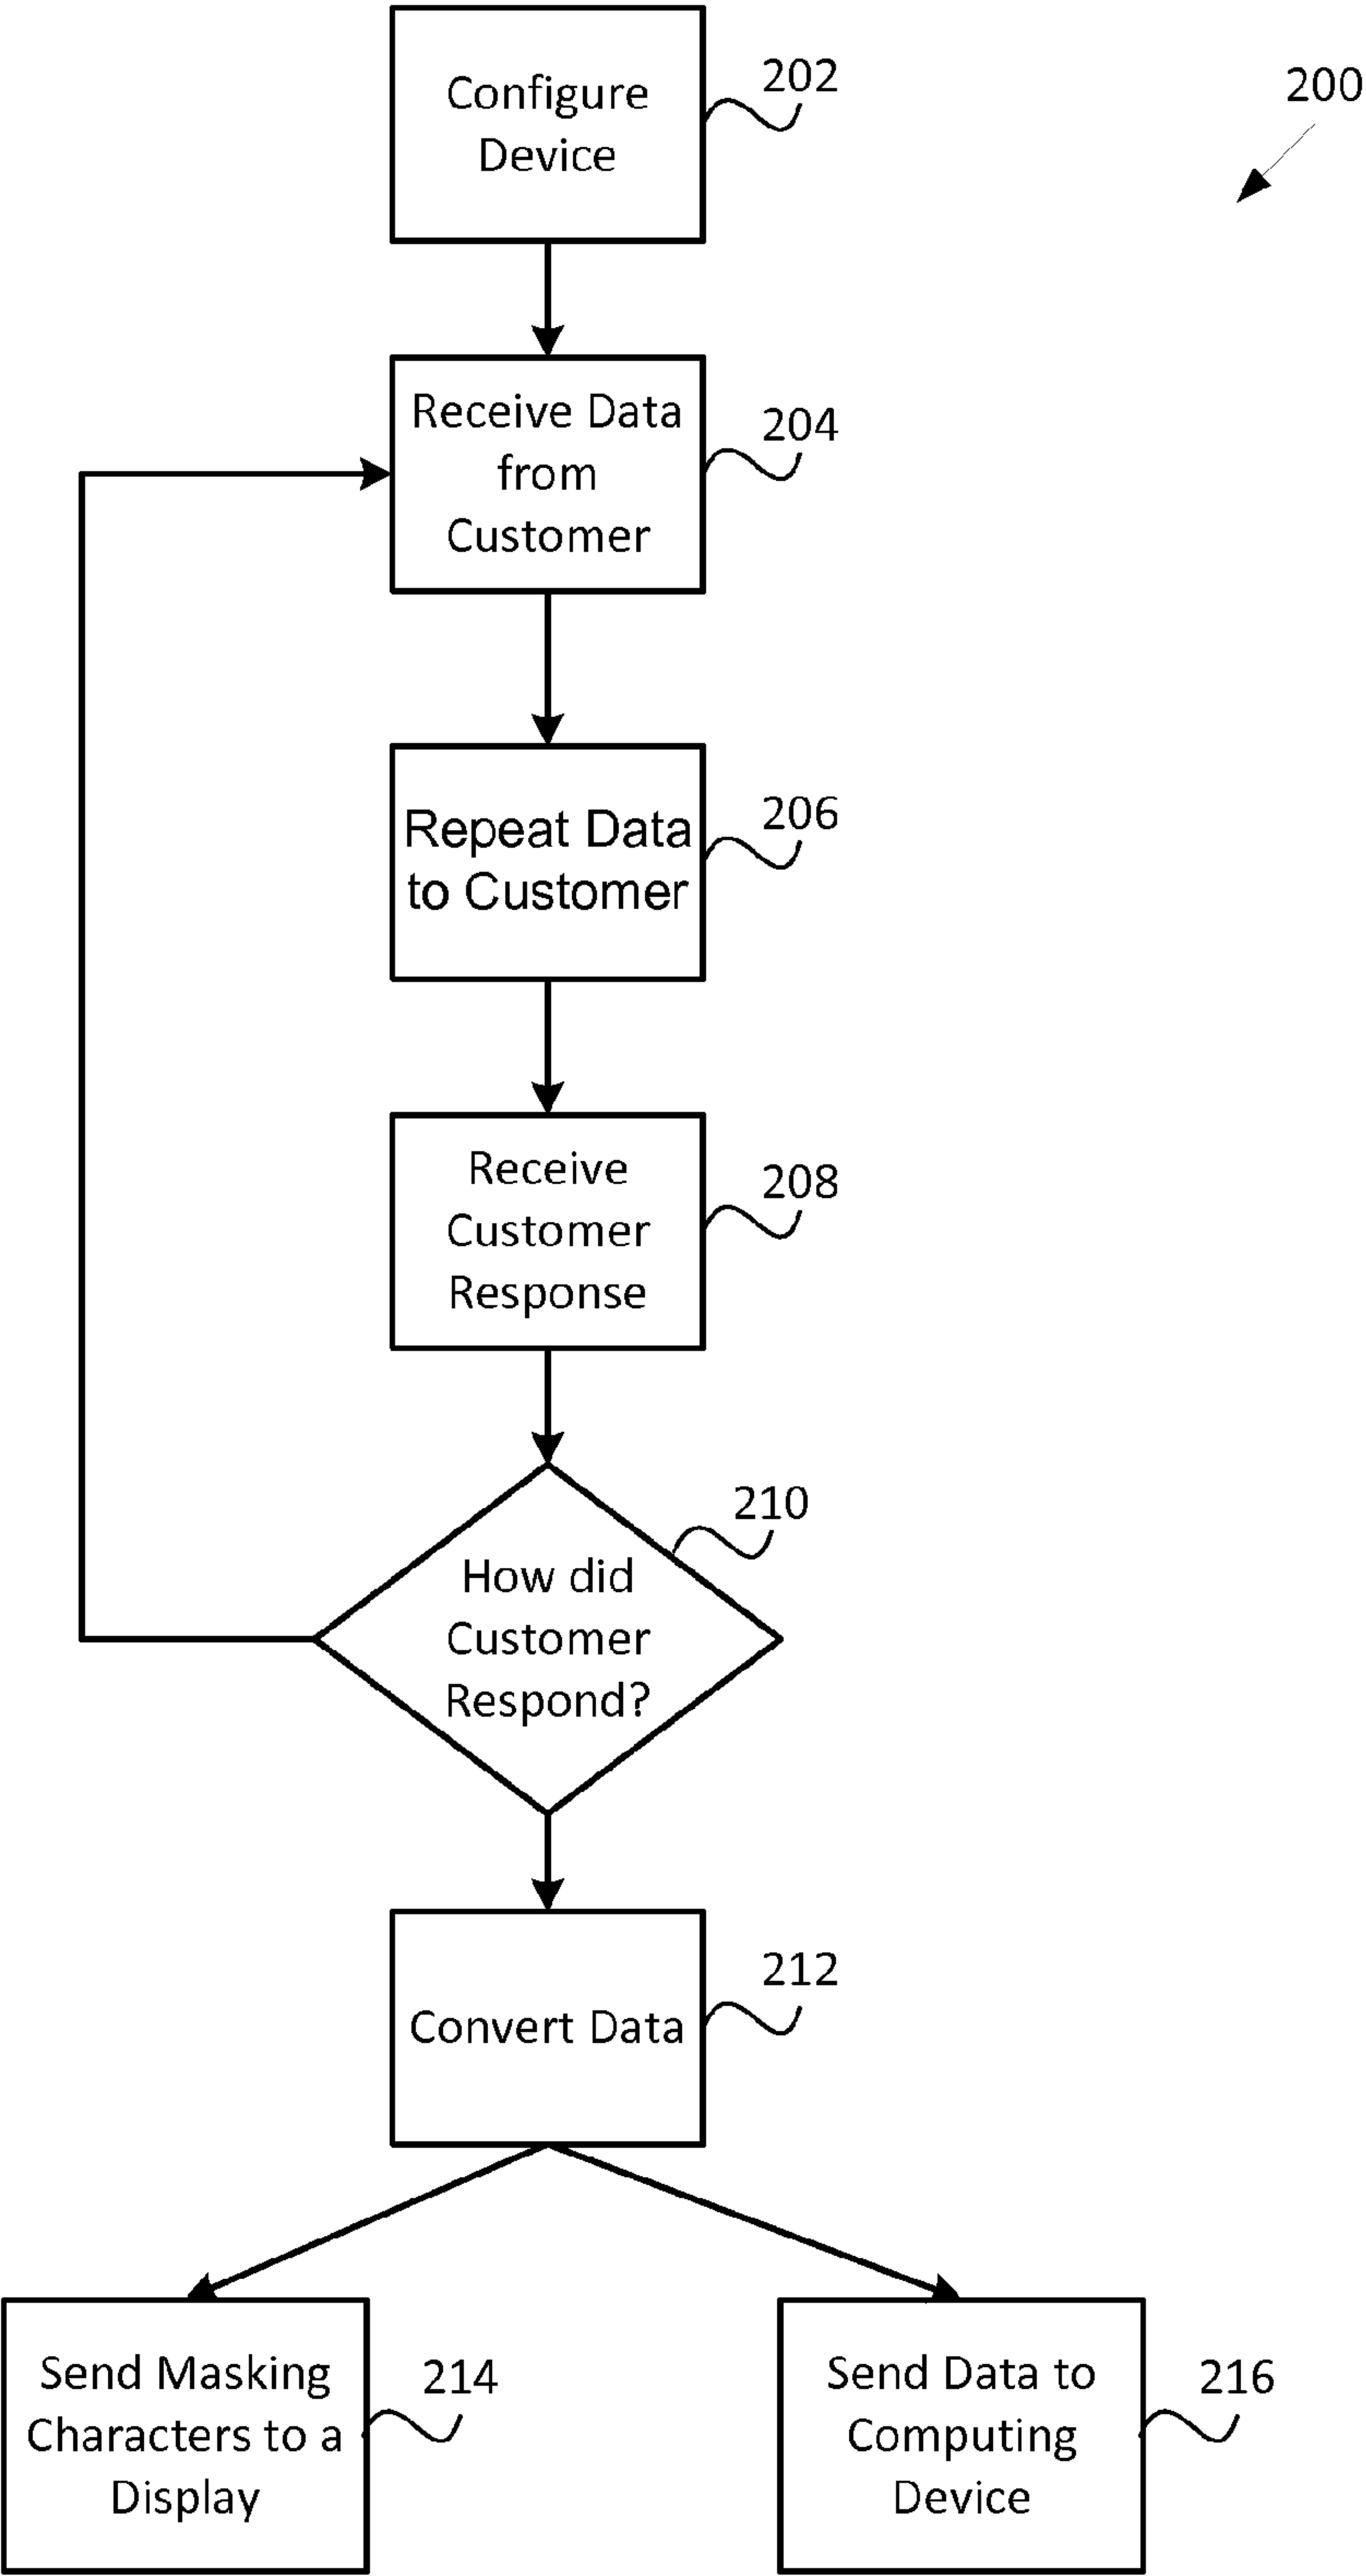 200
Configure
Device
202
Receive Data
from
Customer
204
Repeat Data
to Customer
206
Receive
Customer
Response
208
How did
Customer
Respond?
210
Convert Data
212
Send Masking
Characters to a
Display
214
Send Data to
Computing
Device
216